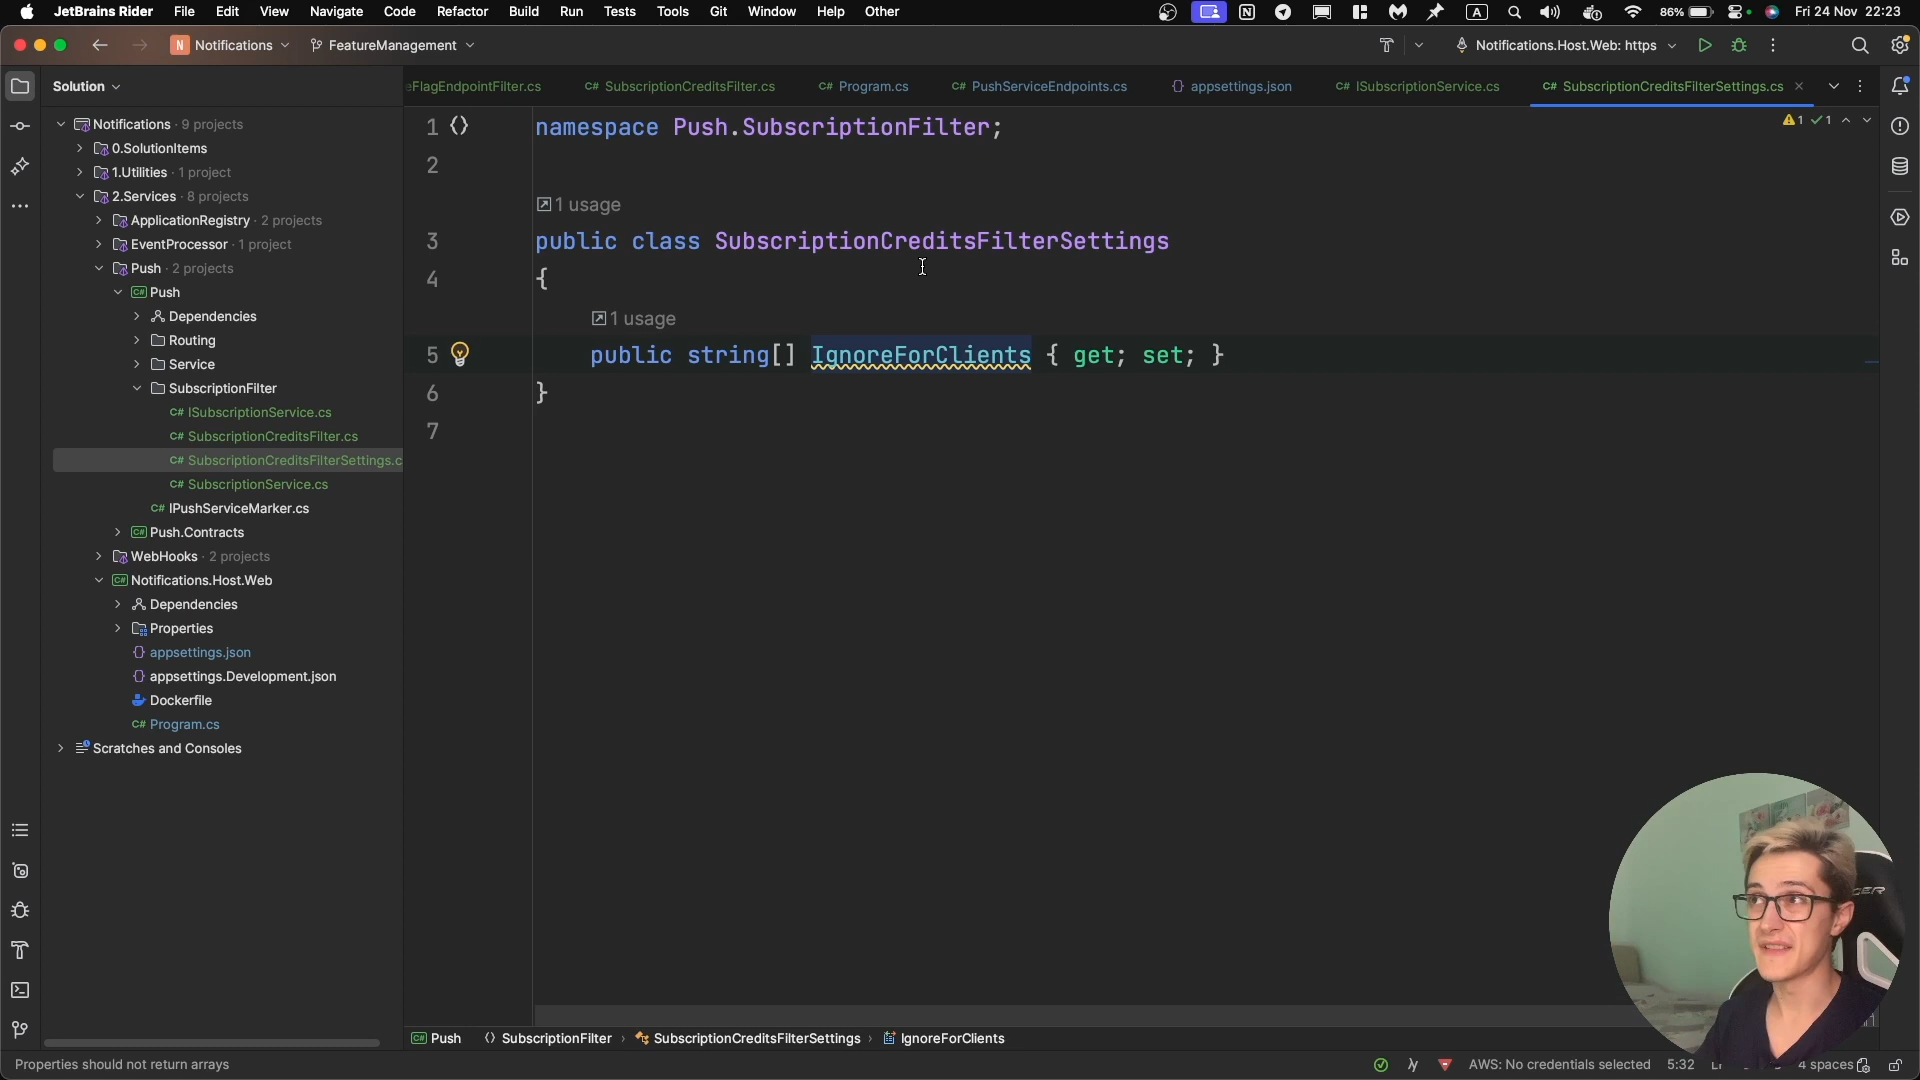 JetBrains Rider File Edit View Navigate Code Refactor Build Run Tests Tools Git Window Help Other A 86% Fri 24 Nov 22:23
N Notifications FeatureManagement Notifications.Host.Web: https
Solution
eFlagEndpointFilter.cs C# SubscriptionCreditsFilter.cs C# Program.cs C# PushServiceEndpoints.cs {} appsettings.json C# ISubscriptionService.cs C# SubscriptionCreditsFilterSettings.cs
Notifications · 9 projects
0.SolutionItems
1.Utilities · 1 project
2.Services · 8 projects
ApplicationRegistry · 2 projects
EventProcessor · 1 project
Push · 2 projects
C# Push
Dependencies
Routing
Service
SubscriptionFilter
C# ISubscriptionService.cs
C# SubscriptionCreditsFilter.cs
C# SubscriptionCreditsFilterSettings.c
C# SubscriptionService.cs
C# IPushServiceMarker.cs
C# Push.Contracts
WebHooks · 2 projects
C# Notifications.Host.Web
Dependencies
Properties
{} appsettings.json
{} appsettings.Development.json
Dockerfile
C# Program.cs
Scratches and Consoles
1 {} namespace Push.SubscriptionFilter;
1 1
2
1 usage
3 public class SubscriptionCreditsFilterSettings
4 {
1 usage
5 public string[] IgnoreForClients { get; set; }
6 }
7
C# Push {} SubscriptionFilter SubscriptionCreditsFilterSettings IgnoreForClients
Properties should not return arrays
AWS: No credentials selected 5:32 4 spaces